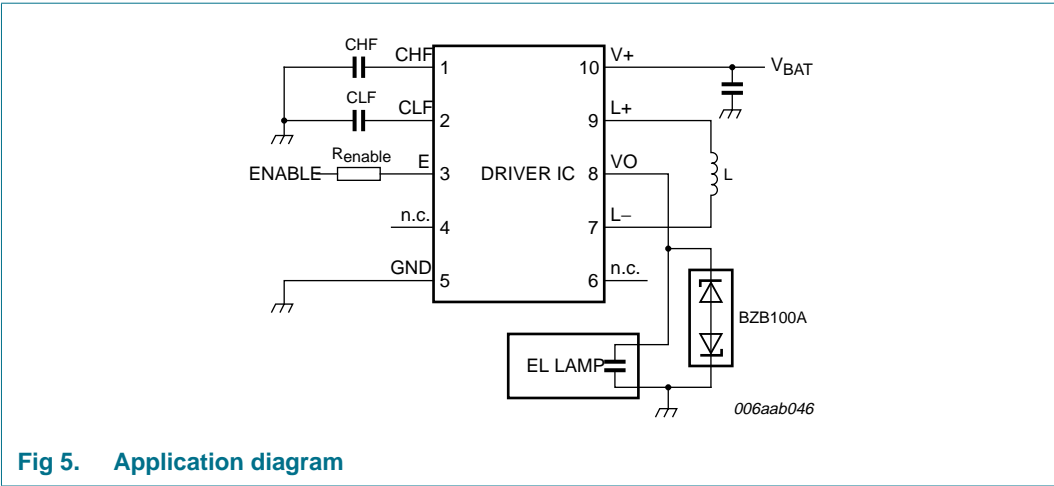 CHF
CHF
1
CLF
CLF
2
Renable
ENABLE
E
3
n.c.
4
GND
5
DRIVER IC
V+
10
VBAT
L+
9
VO
8
L
L−
7
n.c.
6
BZB100A
EL LAMP
006aab046
Fig 5. Application diagram